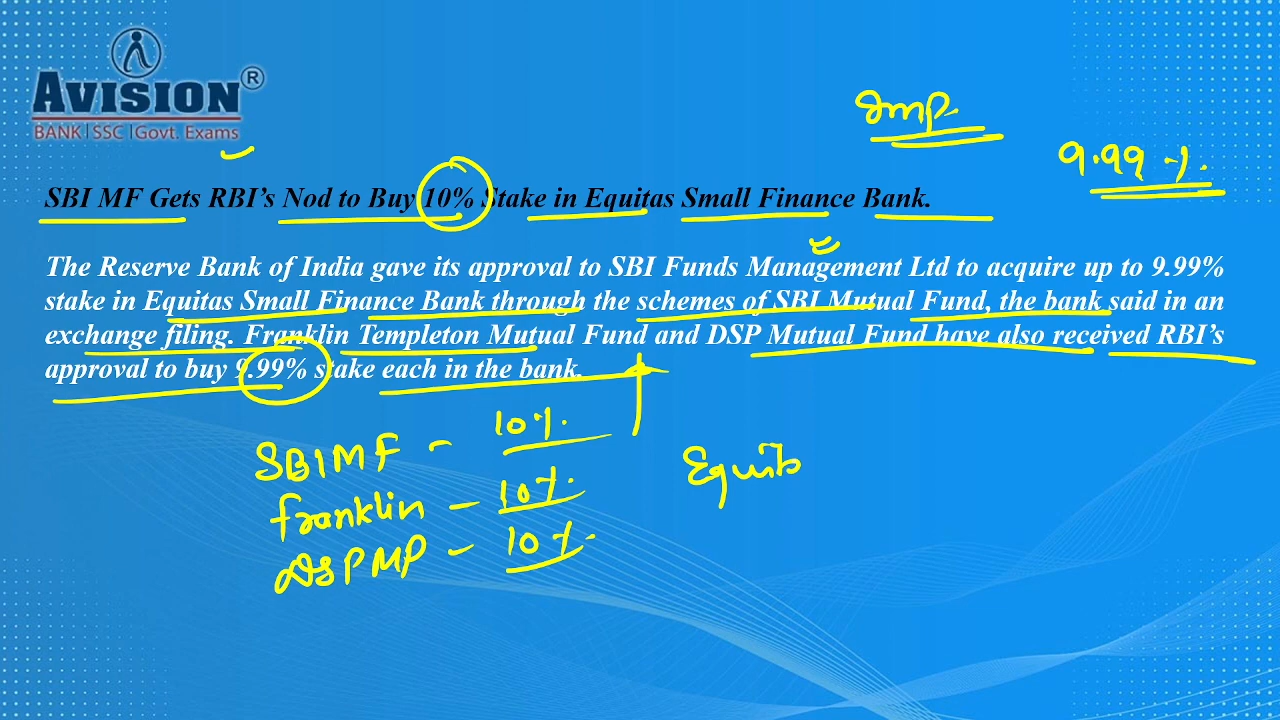 AVISION®
BANK | SSC | Govt. Exams
Imp.
9.99 %.
SBI MF Gets RBI’s Nod to Buy 10% Stake in Equitas Small Finance Bank.
The Reserve Bank of India gave its approval to SBI Funds Management Ltd to acquire up to 9.99%
stake in Equitas Small Finance Bank through the schemes of SBI Mutual Fund, the bank said in an
exchange filing. Franklin Templeton Mutual Fund and DSP Mutual Fund have also received RBI’s
approval to buy 9.99% stake each in the bank.
SBI MF - 10%.
Franklin - 10%.
DSPMP - 10%.
Equitas